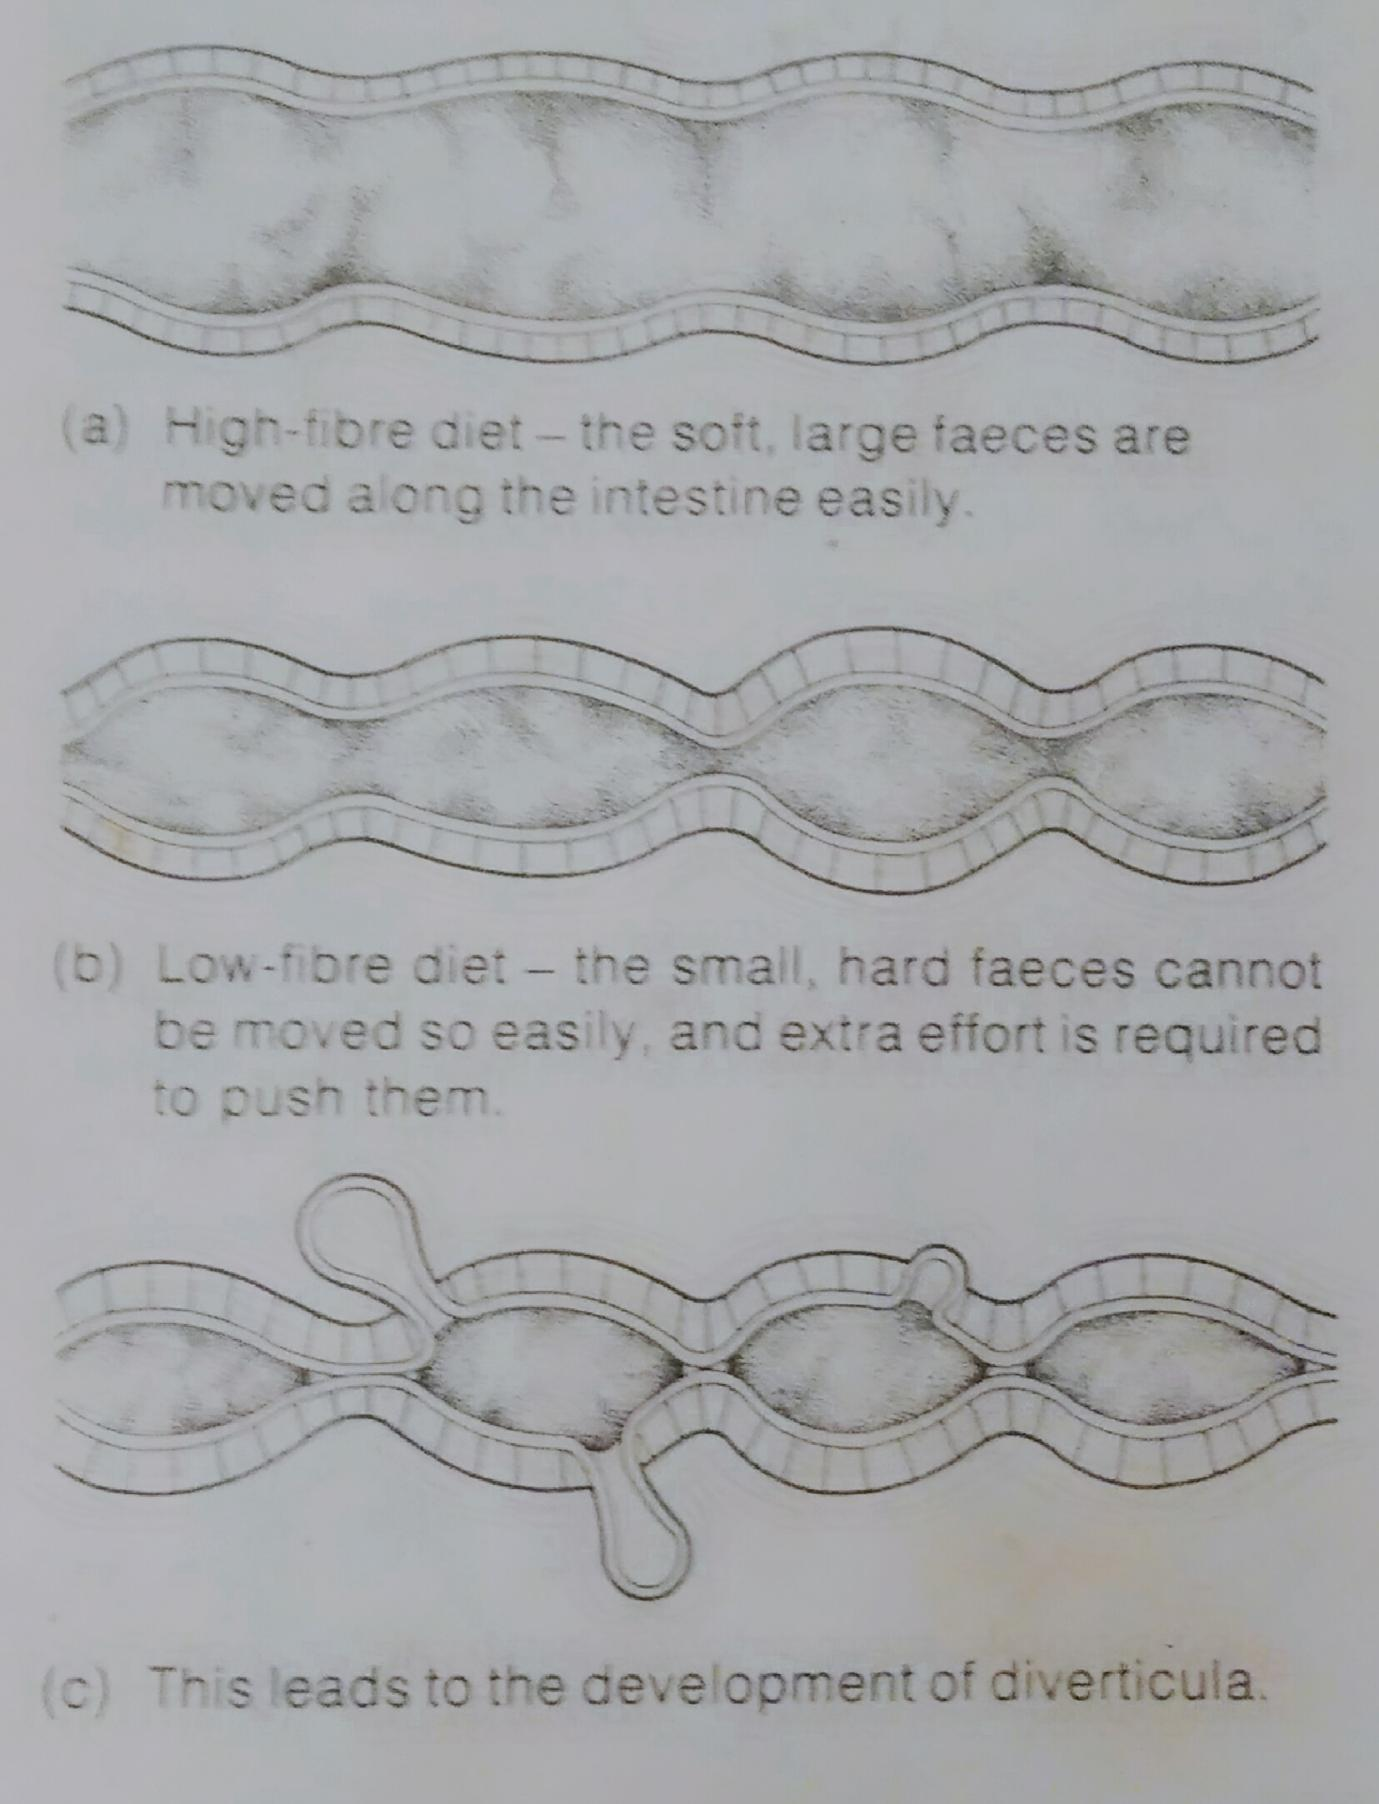 (a) High-fibre diet – the soft, large faeces are
moved along the intestine easily.
(b) Low-fibre diet – the small, hard faeces cannot
be moved so easily, and extra effort is required
to push them.
(c) This leads to the development of diverticula.